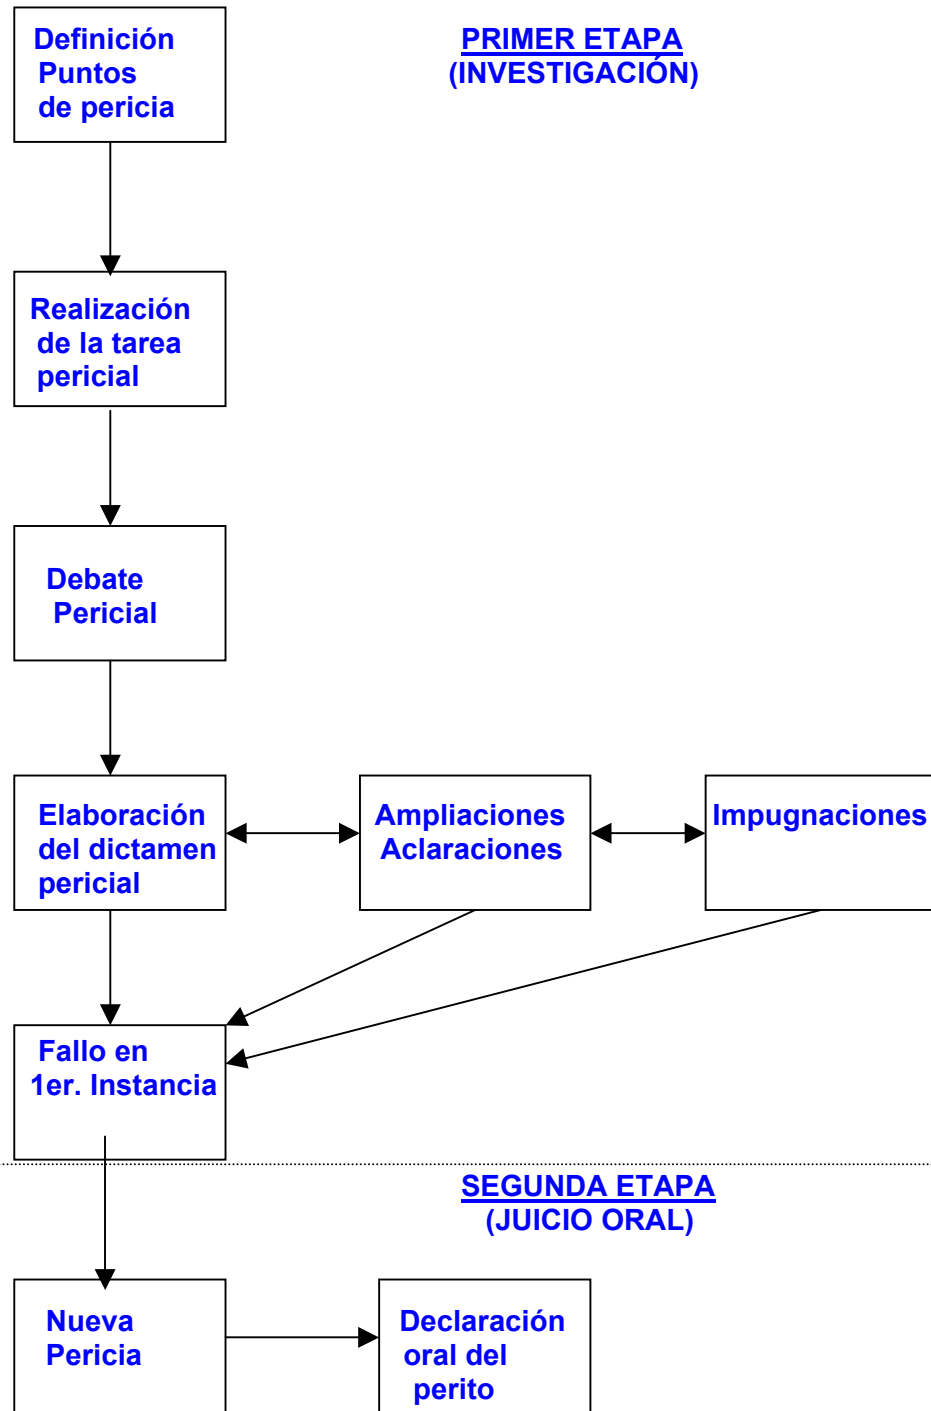 Definición
Puntos
de pericia
PRIMER ETAPA
(INVESTIGACIÓN)
Realización
de la tarea
pericial
Debate
Pericial
Elaboración
del dictamen
pericial
Ampliaciones
Aclaraciones
Impugnaciones
Fallo en
1er. Instancia
SEGUNDA ETAPA
(JUICIO ORAL)
Nueva
Pericia
Declaración
oral del
perito